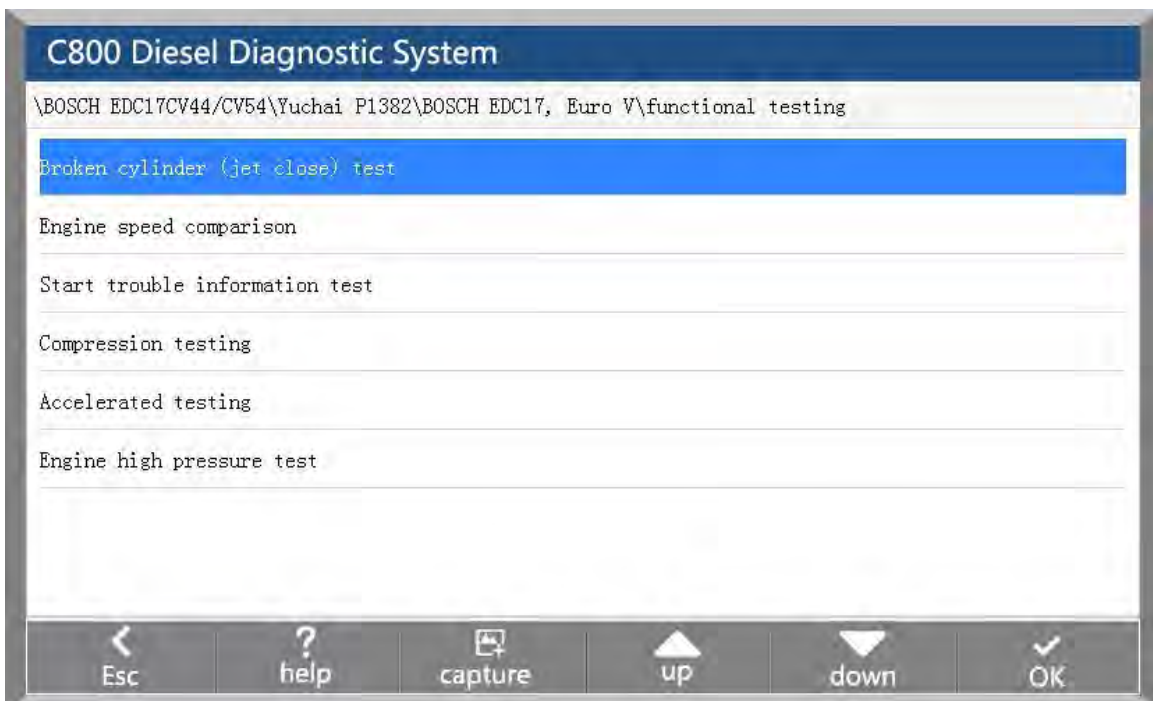 C800 Diesel Diagnostic System
\BOSCH EDC17CV44/CV54\Yuchai P1382\BOSCH EDC17, Euro V\functional testing
Broken cylinder (jet close) test
Engine speed comparison
Start trouble information test
Compression testing
Accelerated testing
Engine high pressure test
Esc help capture up down OK